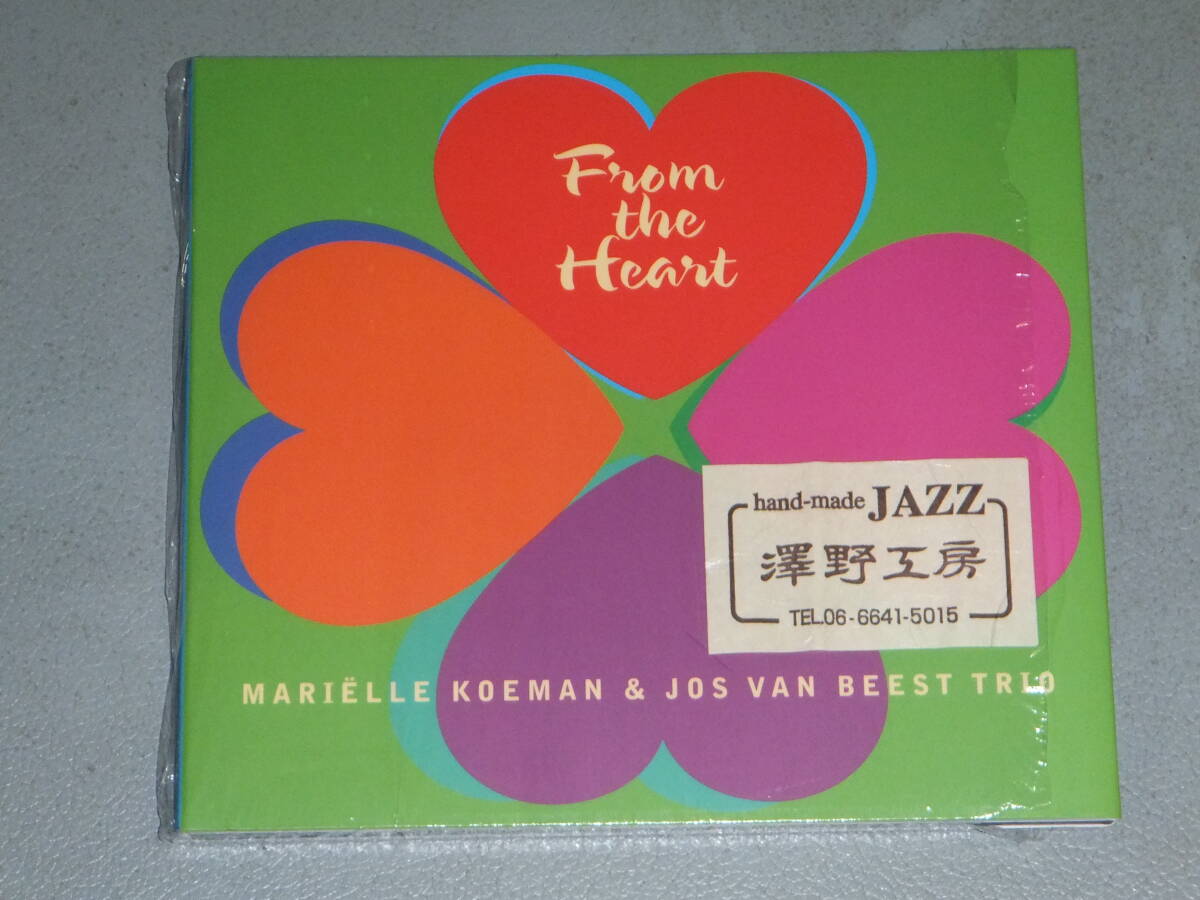 From
the
Heart
hand-made JAZZ
澤野工房
TEL.06-6641-5015
MARIËLLE KOEMAN & JOS VAN BEEST TRIO